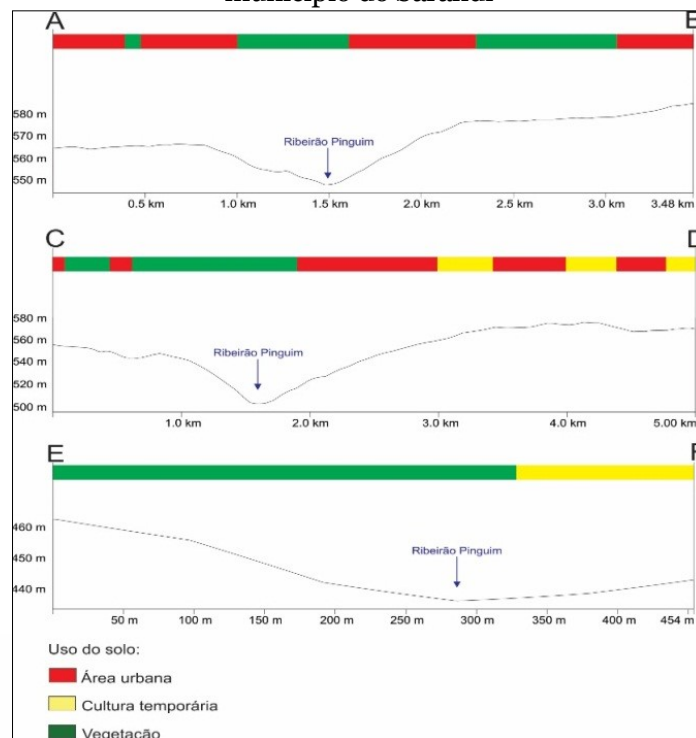 município de Sarandi
A B
580 m
570 m
560 m
550 m
Ribeirão Pinguim
0.5 km 1.0 km 1.5 km 2.0 km 2.5 km 3.0 km 3.48 km
C D
580 m
560 m
540 m
520 m
500 m
Ribeirão Pinguim
1.0 km 2.0 km 3.0 km 4.0 km 5.00 km
E F
460 m
450 m
440 m
Ribeirão Pinguim
50 m 100 m 150 m 200 m 250 m 300 m 350 m 400 m 454 m
Uso do solo:
Área urbana
Cultura temporária
Vegetação